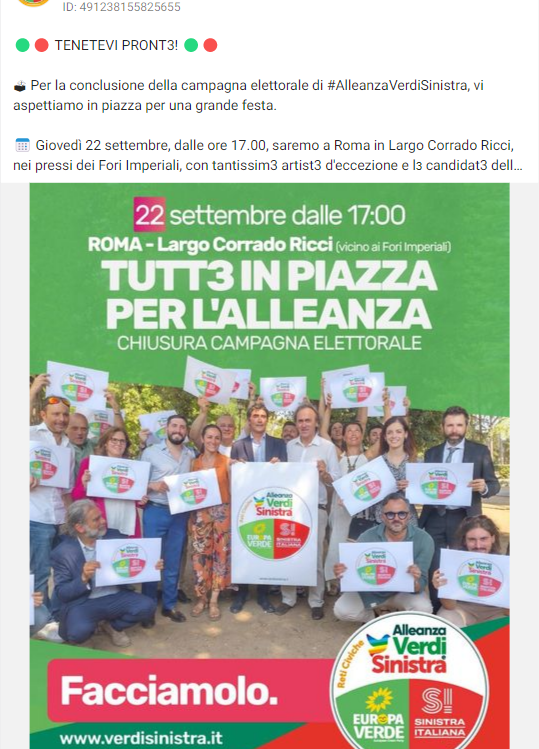 ID: 491238155825655
TENETEVI PRONT3!
Per la conclusione della campagna elettorale di #AlleanzaVerdiSinistra, vi
aspettiamo in piazza per una grande festa.
Giovedì 22 settembre, dalle ore 17.00, saremo a Roma in Largo Corrado Ricci,
nei pressi dei Fori Imperiali, con tantissim3 artist3 d'eccezione e lɜ candidat3 dell...
22 settembre dalle 17:00
ROMA - Largo Corrado Ricci (vicino ai Fori Imperiali)
TUTT3 IN PIAZZA
PER L'ALLEANZA
CHIUSURA CAMPAGNA ELETTORALE
Alleanza
Verdi
Sinistra
EUROPA
VERDE
SI
SINISTRA
ITALIANA
Facciamolo.
www.verdisinistra.it
Reti Civiche
Alleanza
Verdi
Sinistra
EUROPA
VERDE
SI
SINISTRA
ITALIANA